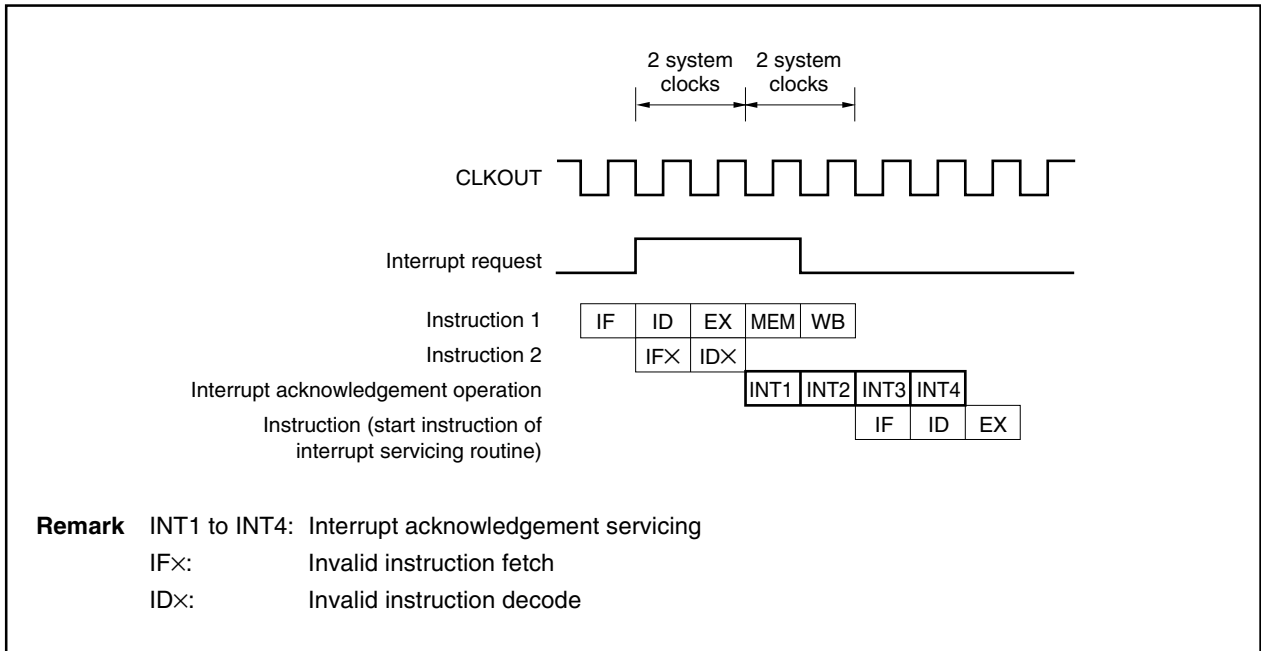 2 system clocks
2 system clocks
CLKOUT
Interrupt request
Instruction 1
IF ID EX MEM WB
Instruction 2
IF× ID×
Interrupt acknowledgement operation
INT1 INT2 INT3 INT4
Instruction (start instruction of
interrupt servicing routine)
IF ID EX
Remark INT1 to INT4: Interrupt acknowledgement servicing
IF×: Invalid instruction fetch
ID×: Invalid instruction decode